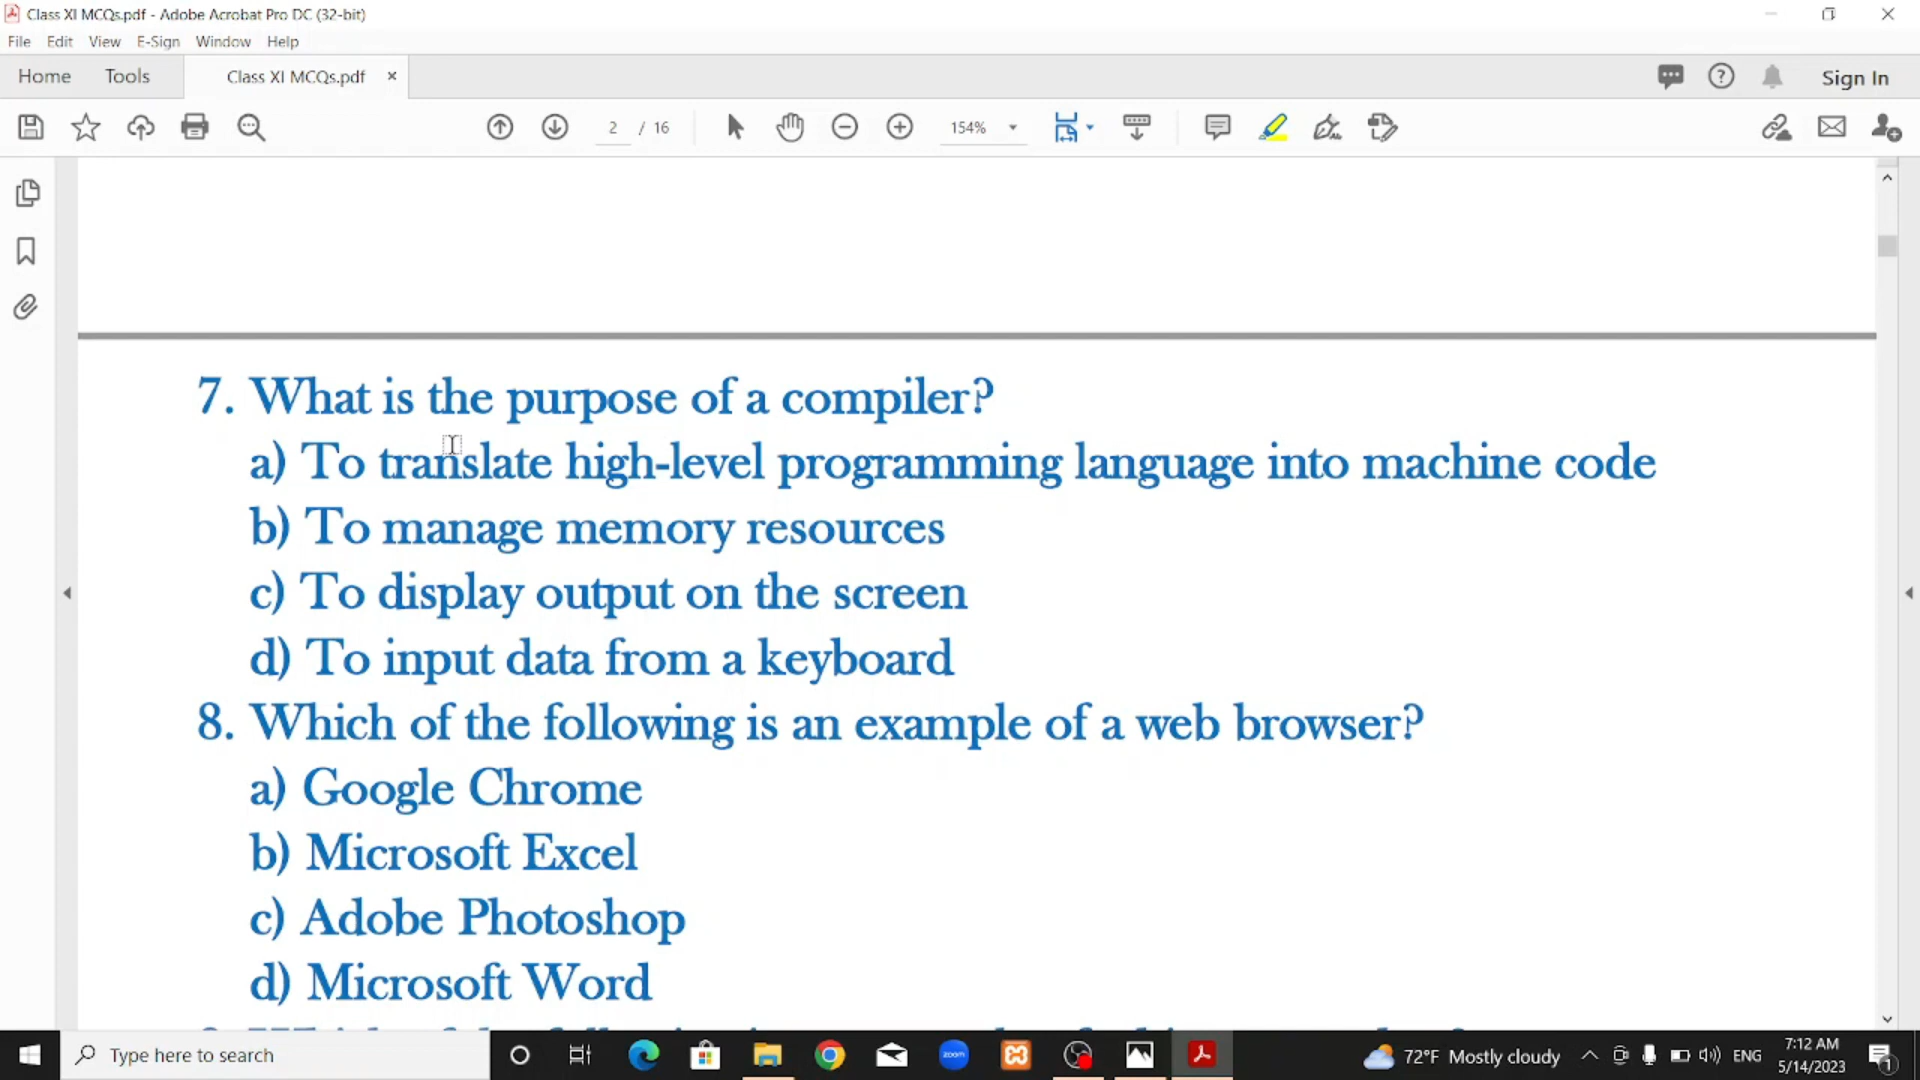 Class XI MCQs.pdf - Adobe Acrobat Pro DC (32-bit)
File Edit View E-Sign Window Help
Home Tools Class XI MCQs.pdf × Sign In
2 / 16 154%
7. What is the purpose of a compiler?
a) To translate high-level programming language into machine code
b) To manage memory resources
c) To display output on the screen
d) To input data from a keyboard
8. Which of the following is an example of a web browser?
a) Google Chrome
b) Microsoft Excel
c) Adobe Photoshop
d) Microsoft Word
Type here to search zoom 72°F Mostly cloudy ENG 7:12 AM
5/14/2023 1